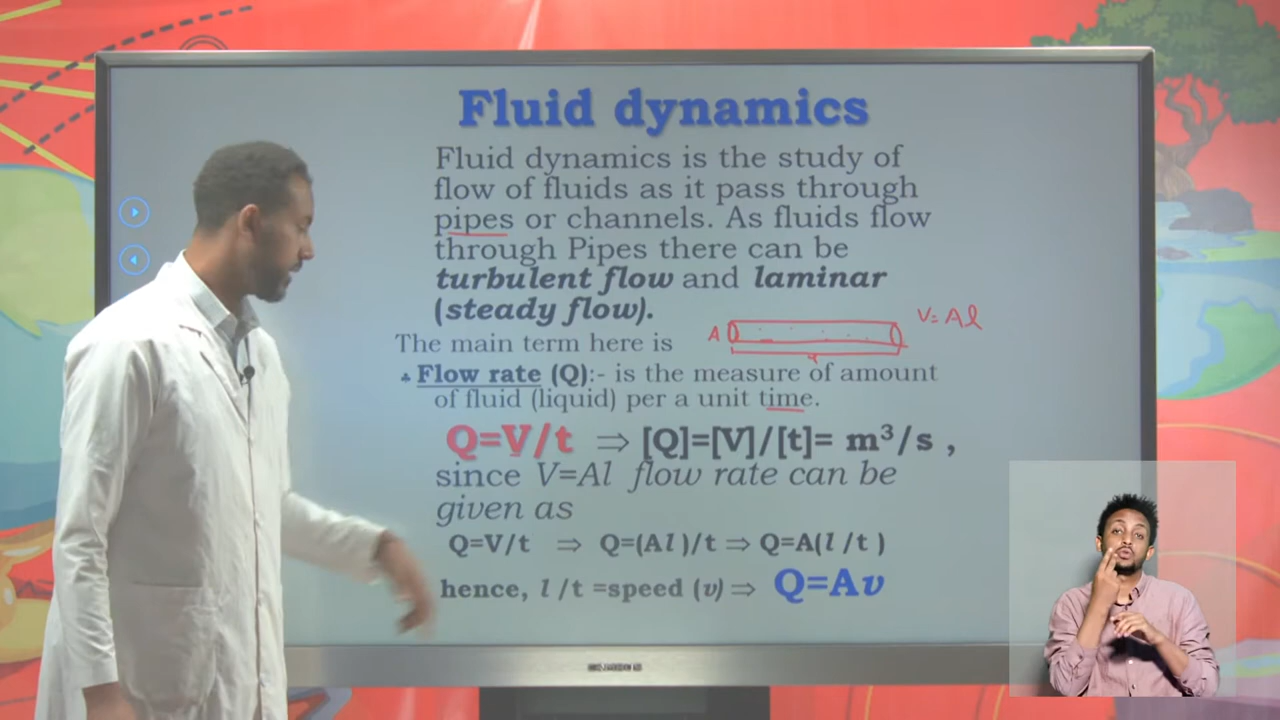 Fluid dynamics
Fluid dynamics is the study of
flow of fluids as it pass through
pipes or channels. As fluids flow
through Pipes there can be
turbulent flow and laminar
(steady flow).
V=Al
A
The main term here is
♣ Flow rate (Q):- is the measure of amount
of fluid (liquid) per a unit time.
Q=V/t ⇒ [Q]=[V]/[t]= m³/s ,
since V=Al flow rate can be
given as
Q=V/t ⇒ Q=(Al)/t ⇒ Q=A(l/t )
hence, l/t =speed (v) ⇒ Q=Av